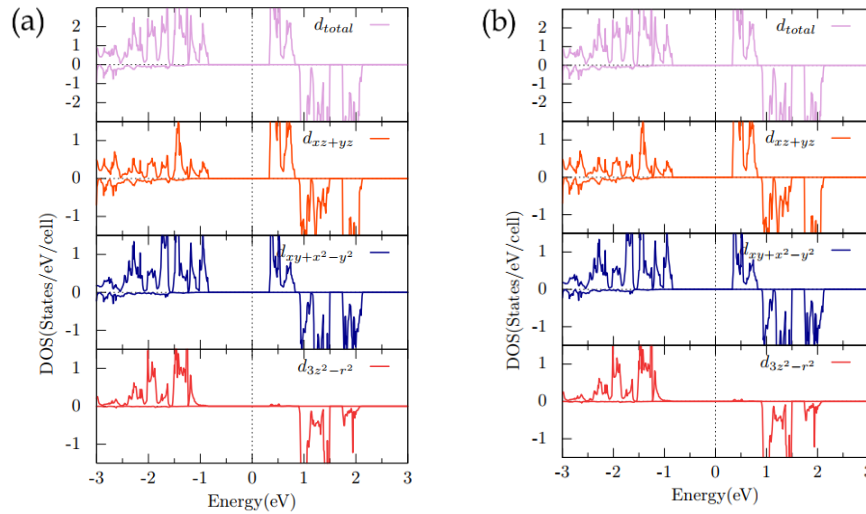 (a)
d_total
2
1
0
-1
-2
d_xz+yz
1
0
-1
d_xy+x²−y²
1
0
-1
d_3z²−r²
1
0
-1
DOS(States/eV/cell)
-3 -2 -1 0 1 2 3
Energy(eV)
(b)
d_total
2
1
0
-1
-2
d_xz+yz
1
0
-1
d_xy+x²−y²
1
0
-1
d_3z²−r²
1
0
-1
DOS(States/eV/cell)
-3 -2 -1 0 1 2 3
Energy(eV)